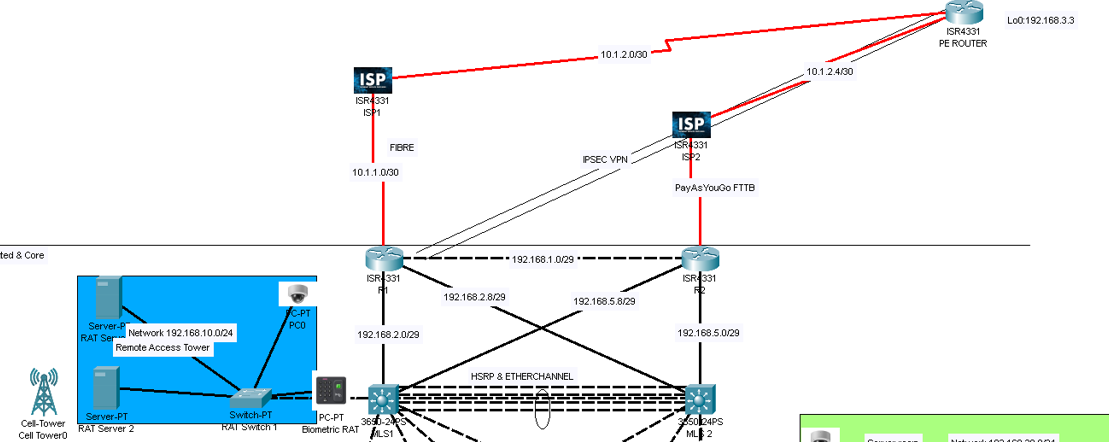 Lo0:192.168.3.3
ISR4331
PE ROUTER
10.1.2.0/30
10.1.2.4/30
ISP
ISR4331
ISP1
ISP
ISR4331
ISP2
FIBRE
IPSEC VPN
10.1.1.0/30
PayAsYouGo FTTB
ted & Core
192.168.1.0/29
ISR4331
R1
ISR4331
R2
192.168.2.8/29
192.168.5.8/29
PC-PT
PC0
Server-PT
RAT Server
Network 192.168.10.0/24
Remote Access Tower
192.168.2.0/29
192.168.5.0/29
HSRP & ETHERCHANNEL
Cell-Tower
Cell Tower0
Server-PT
RAT Server 2
Switch-PT
RAT Switch 1
PC-PT
Biometric RAT
3650-24PS
MLS1
3650-24PS
MLS 2
Server room